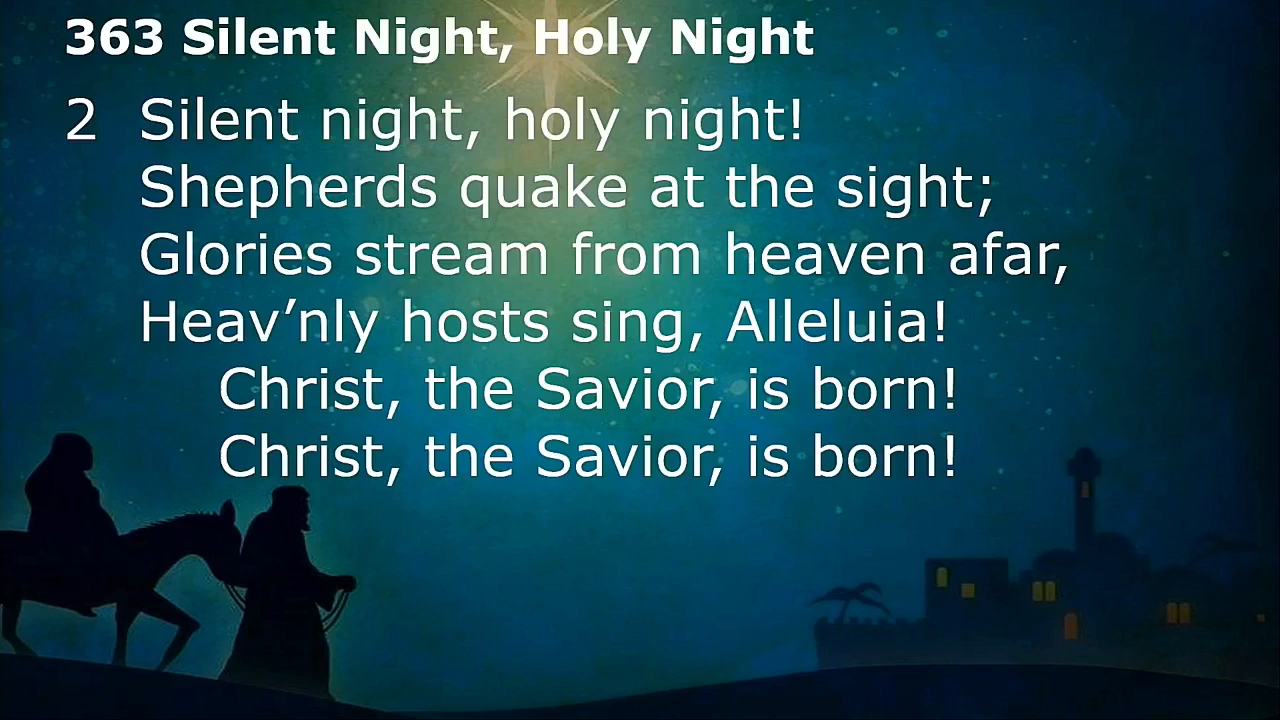 363 Silent Night, Holy Night
2 Silent night, holy night!
Shepherds quake at the sight;
Glories stream from heaven afar,
Heav’nly hosts sing, Alleluia!
Christ, the Savior, is born!
Christ, the Savior, is born!